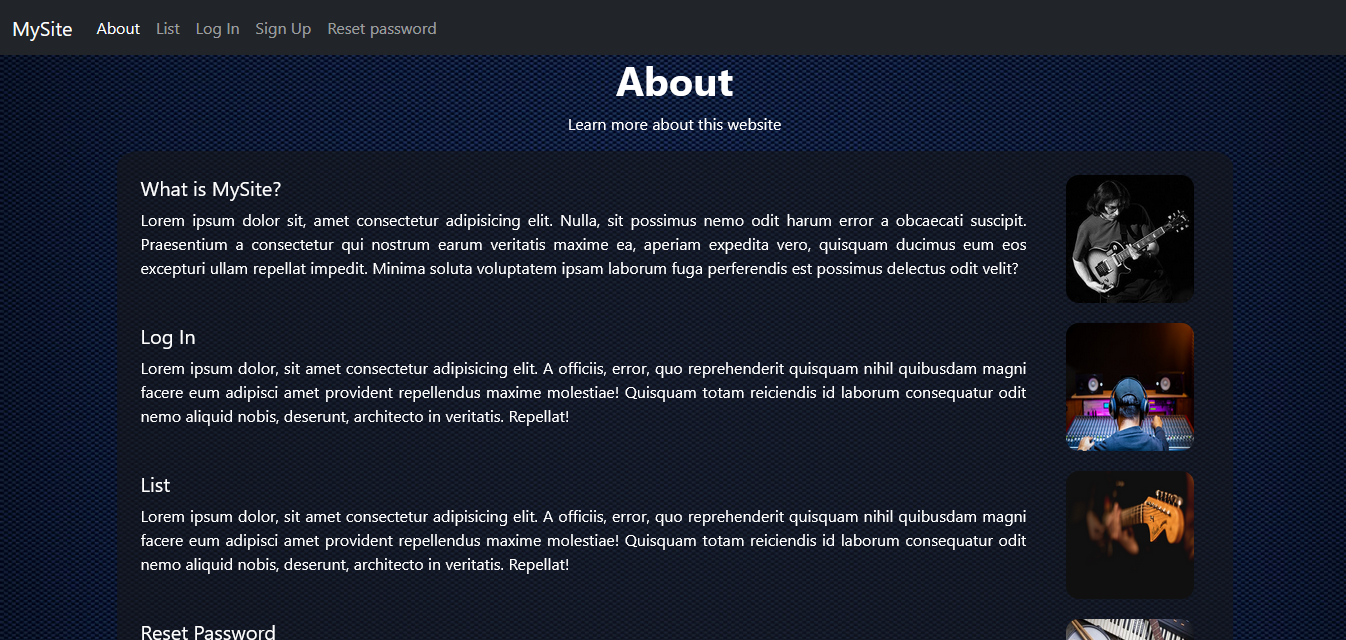 MySite About List Log In Sign Up Reset password
About
Learn more about this website
What is MySite?
Lorem ipsum dolor sit, amet consectetur adipisicing elit. Nulla, sit possimus nemo odit harum error a obcaecati suscipit.
Praesentium a consectetur qui nostrum earum veritatis maxime ea, aperiam expedita vero, quisquam ducimus eum eos
excepturi ullam repellat impedit. Minima soluta voluptatem ipsam laborum fuga perferendis est possimus delectus odit velit?
Log In
Lorem ipsum dolor, sit amet consectetur adipisicing elit. A officiis, error, quo reprehenderit quisquam nihil quibusdam magni
facere eum adipisci amet provident repellendus maxime molestiae! Quisquam totam reiciendis id laborum consequatur odit
nemo aliquid nobis, deserunt, architecto in veritatis. Repellat!
List
Lorem ipsum dolor, sit amet consectetur adipisicing elit. A officiis, error, quo reprehenderit quisquam nihil quibusdam magni
facere eum adipisci amet provident repellendus maxime molestiae! Quisquam totam reiciendis id laborum consequatur odit
nemo aliquid nobis, deserunt, architecto in veritatis. Repellat!
Reset Password